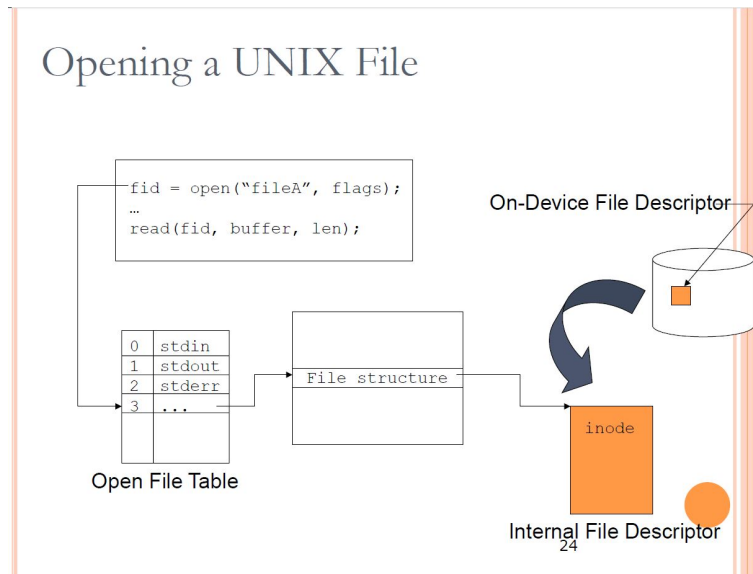 Opening a UNIX File
fid = open(“fileA”, flags);
…
read(fid, buffer, len);
On-Device File Descriptor
0 stdin
1 stdout
2 stderr
3 ...
File structure
inode
Open File Table
Internal File Descriptor
24